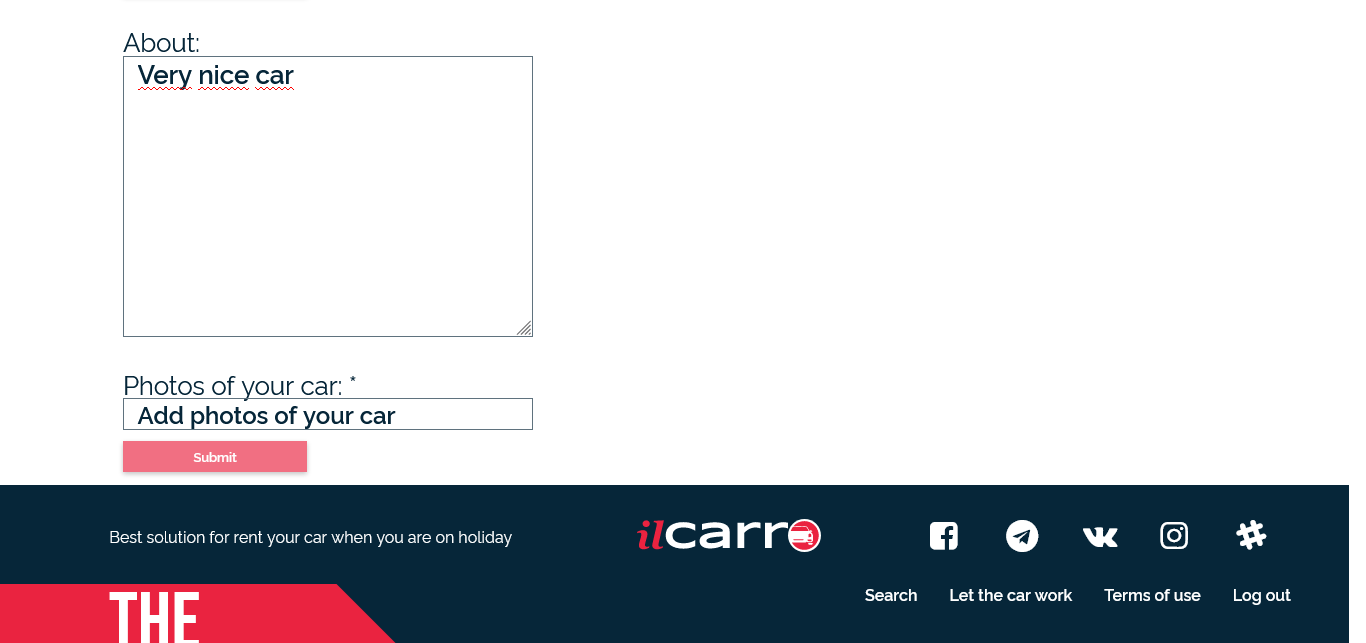 About:
Very nice car
Photos of your car: *
Add photos of your car
Submit
Best solution for rent your car when you are on holiday
ilcarro
Search Let the car work Terms of use Log out
THE